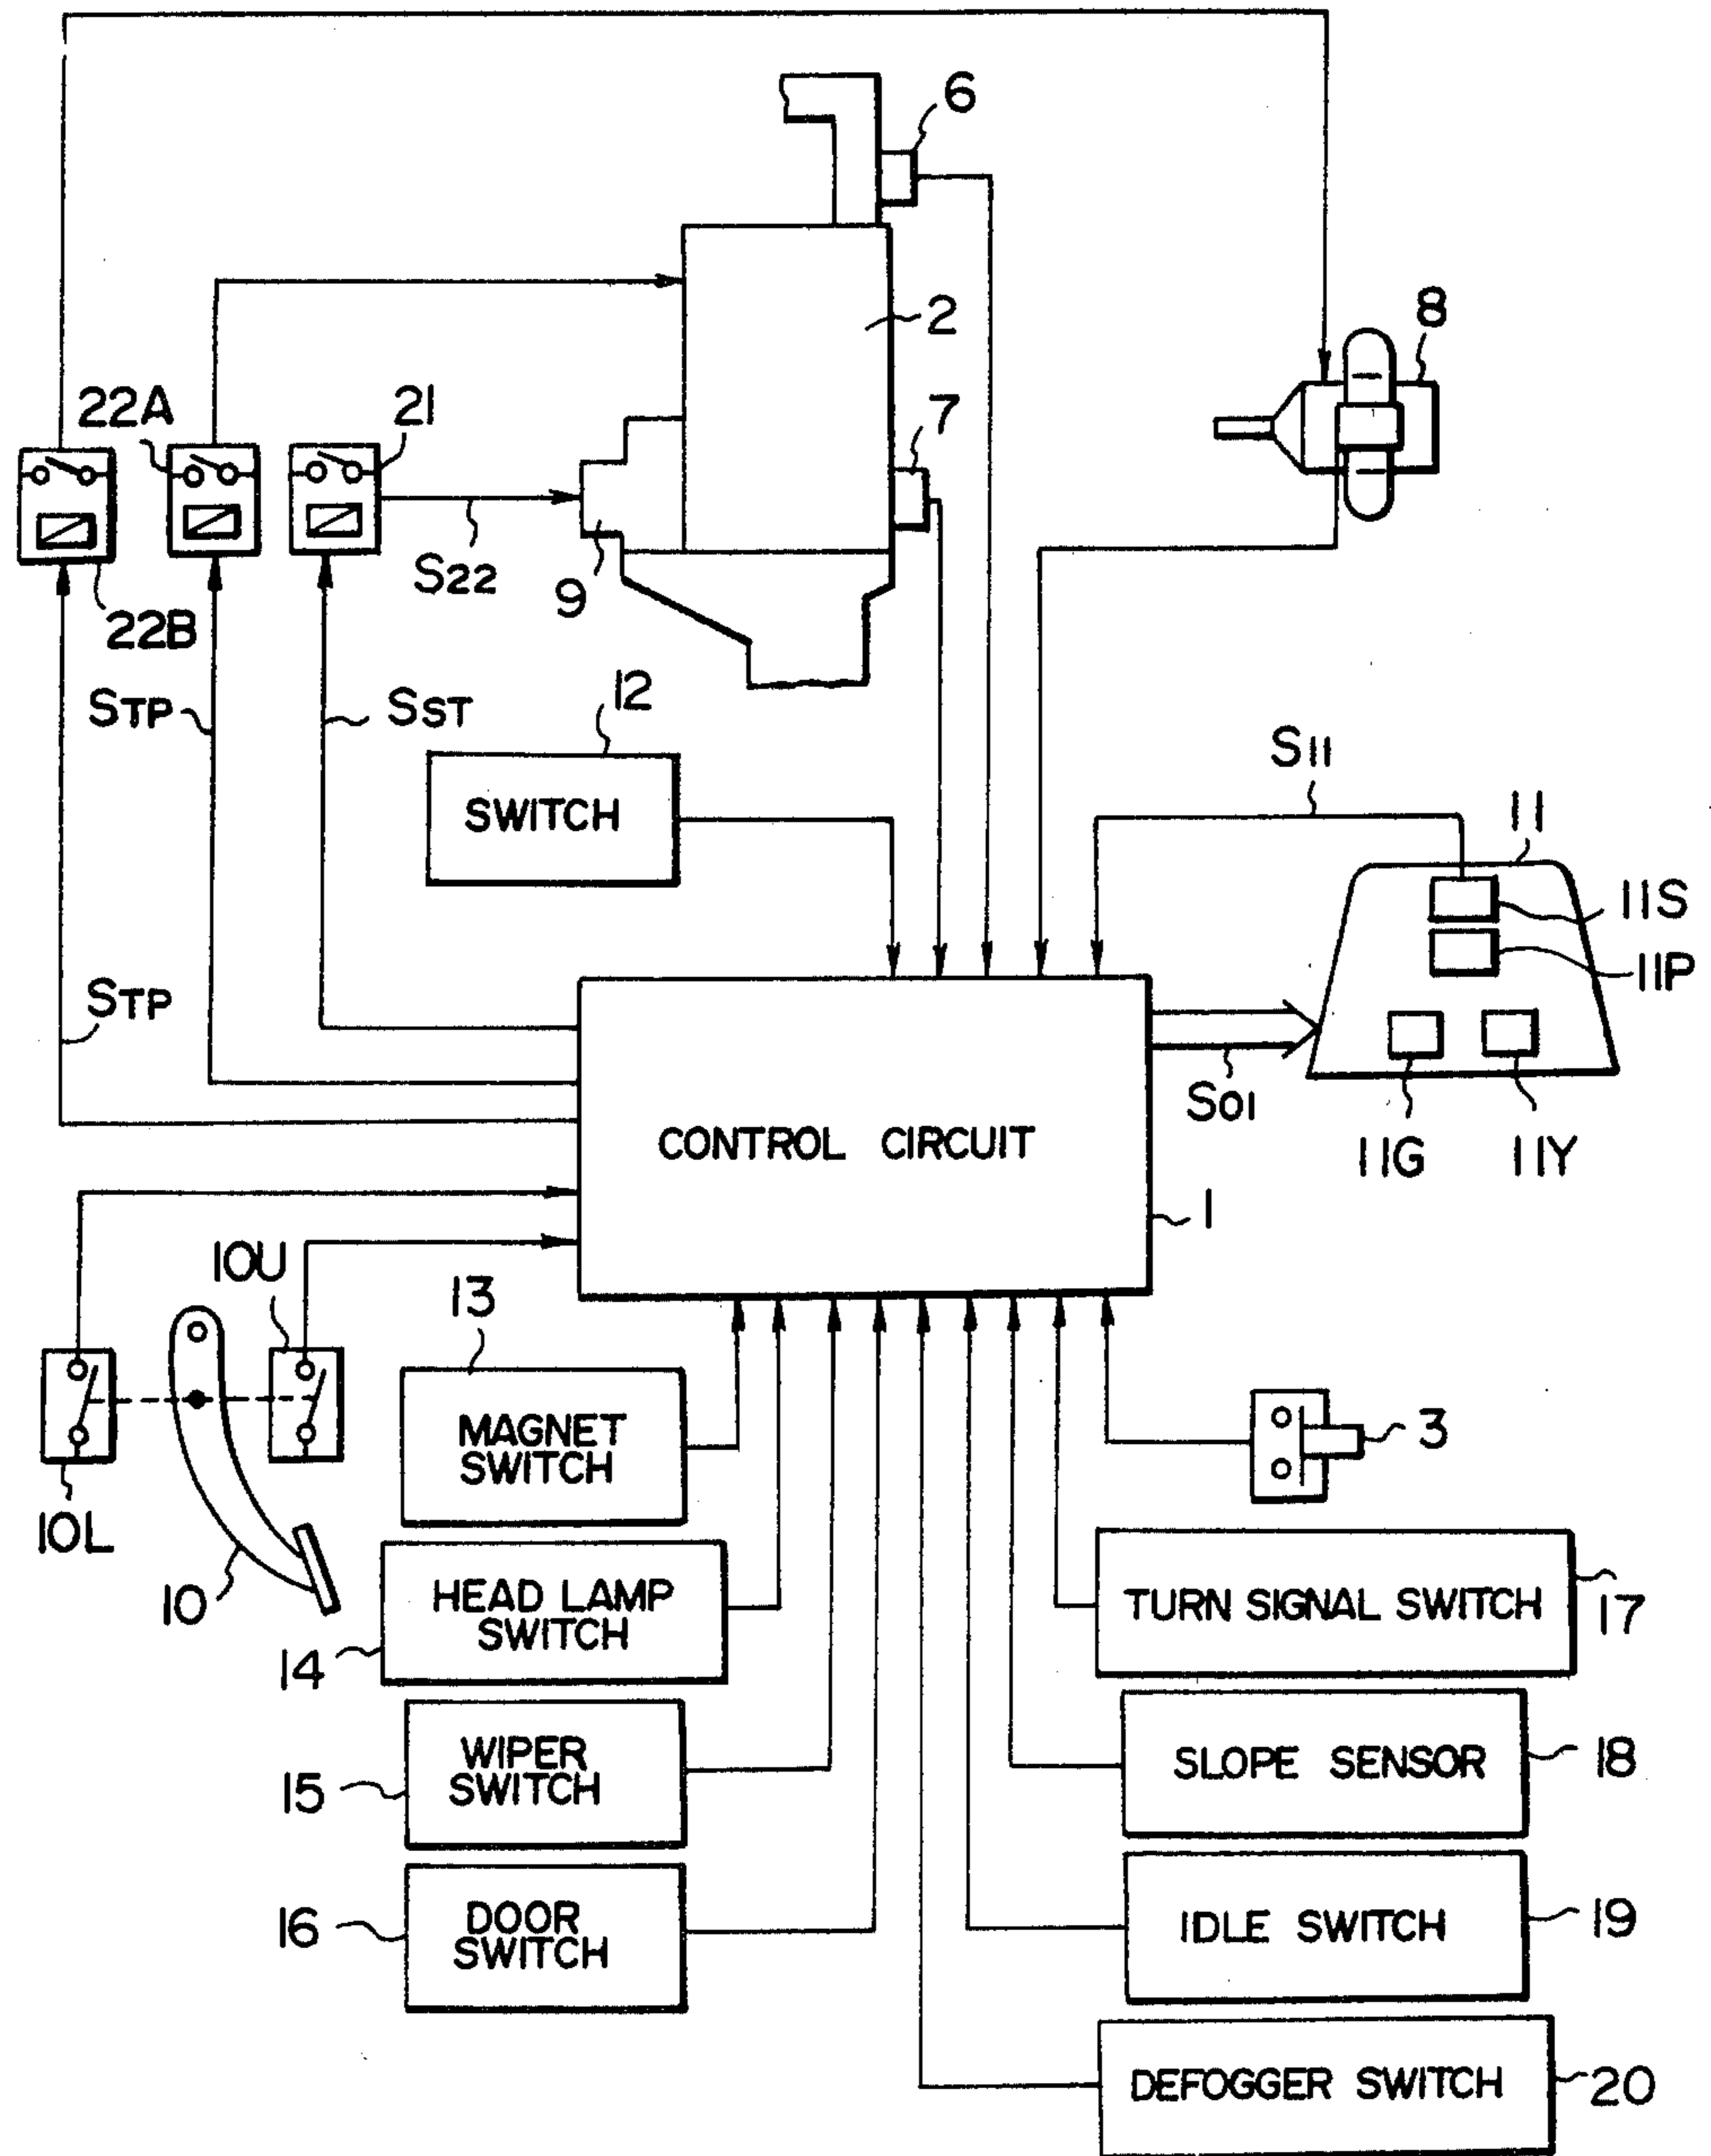 6
2
8
22A
21
7
S22
9
22B
STP
SST
12
SWITCH
S11
11
11S
11P
STP
S01
11G
11Y
CONTROL CIRCUIT
1
10U
13
MAGNET
SWITCH
3
10L
10
HEAD LAMP
SWITCH
14
TURN SIGNAL SWITCH
17
WIPER
SWITCH
15
SLOPE SENSOR
18
DOOR
SWITCH
16
IDLE SWITCH
19
DEFOGGER SWITCH
20